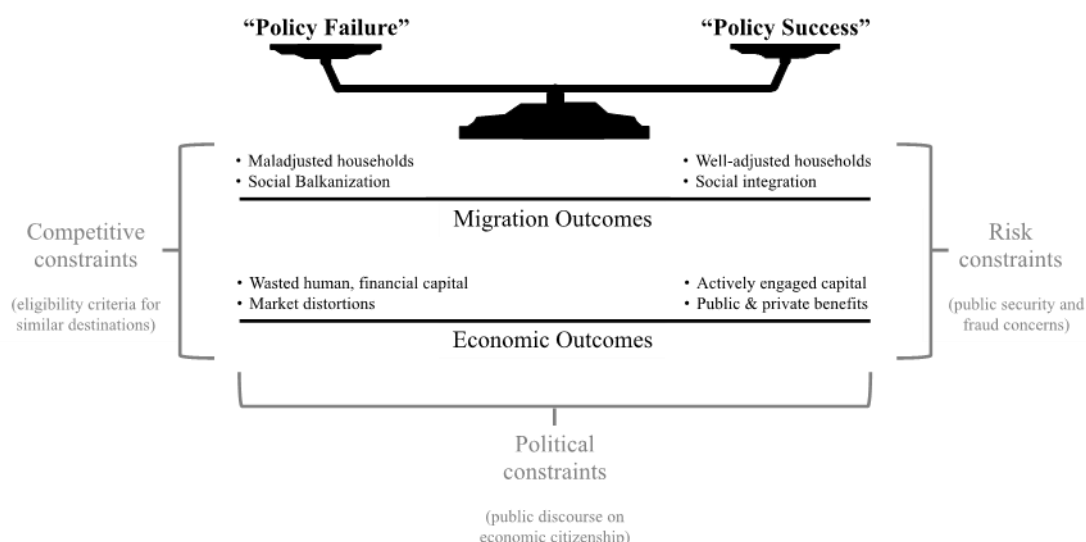 “Policy Failure”
“Policy Success”
• Maladjusted households
• Social Balkanization
• Well-adjusted households
• Social integration
Migration Outcomes
Competitive
constraints
(eligibility criteria for
similar destinations)
Risk
constraints
(public security and
fraud concerns)
• Wasted human, financial capital
• Market distortions
• Actively engaged capital
• Public & private benefits
Economic Outcomes
Political
constraints
(public discourse on
economic citizenship)